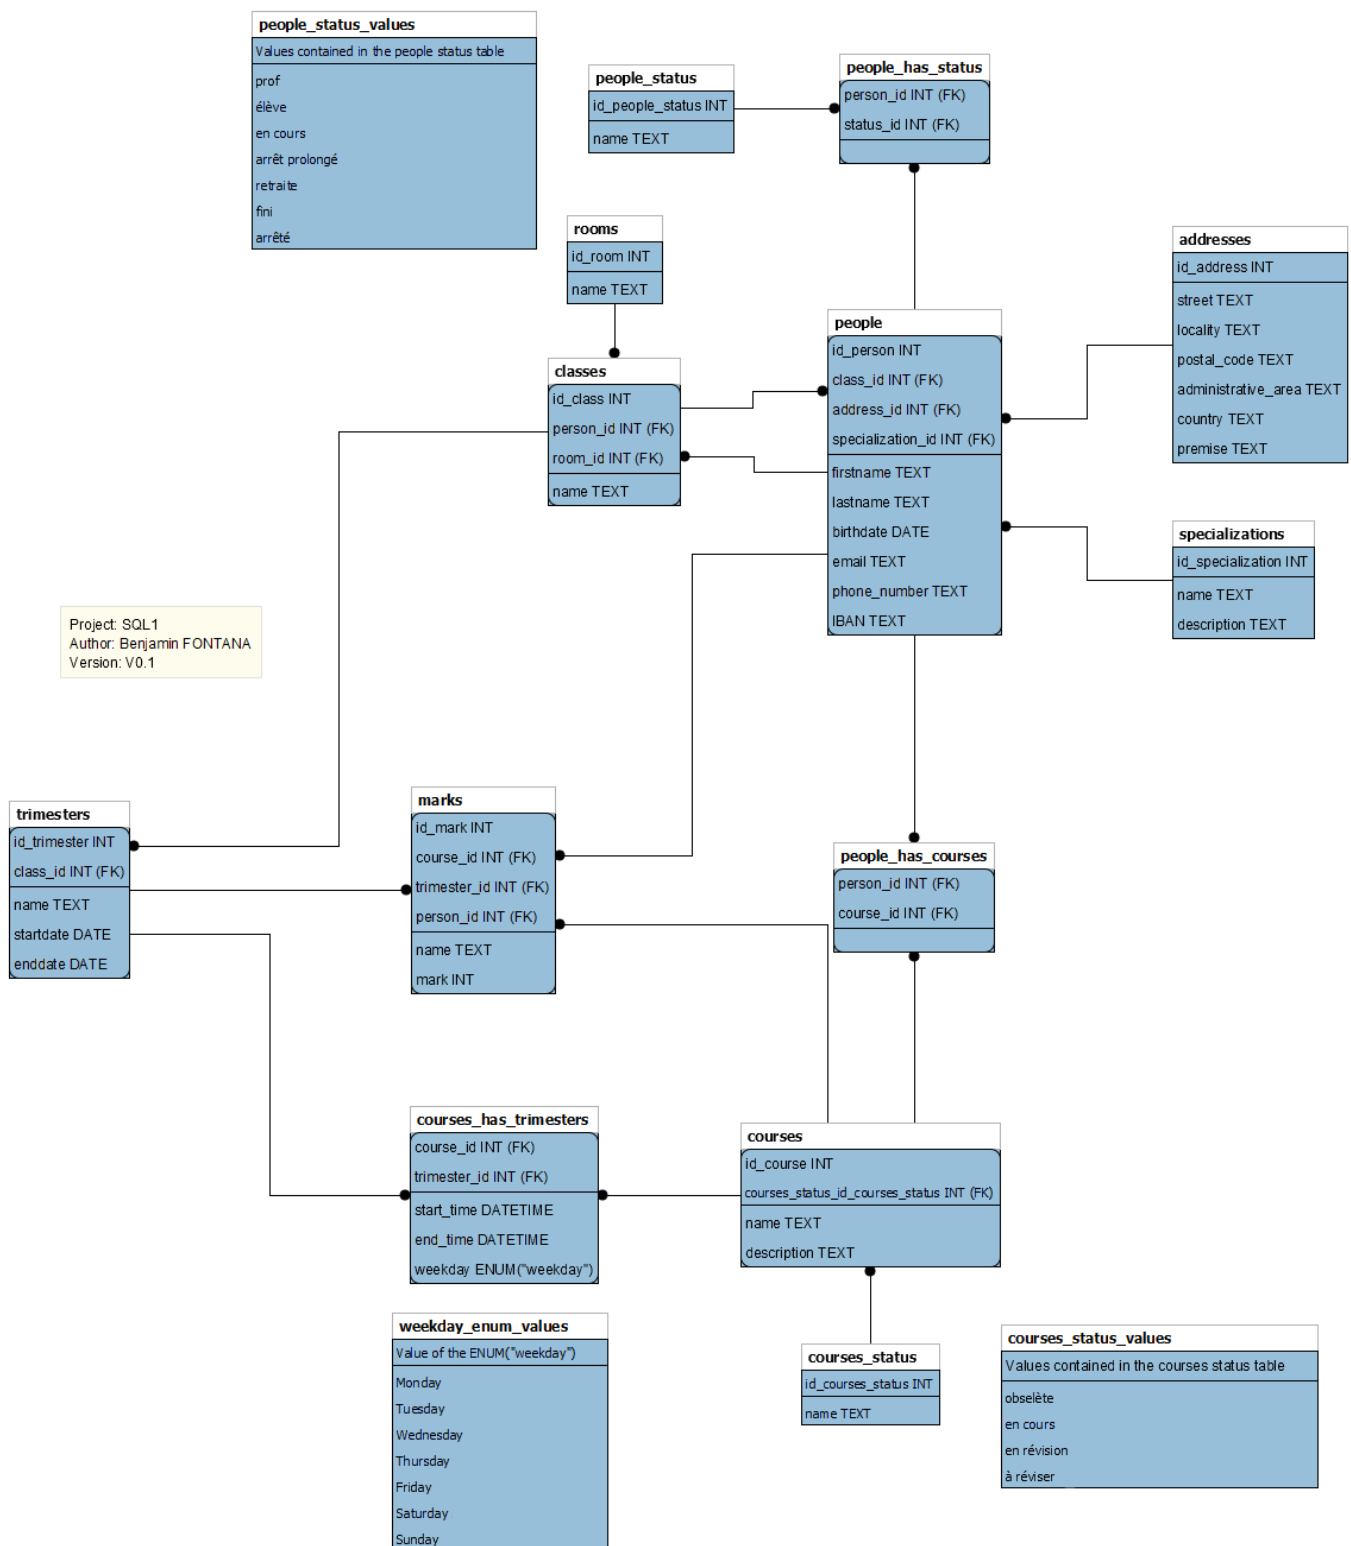 people_status_values
Values contained in the people status table
prof
élève
en cours
arrêt prolongé
retraite
fini
arrêté
people_status
id_people_status INT
name TEXT
people_has_status
person_id INT (FK)
status_id INT (FK)
rooms
id_room INT
name TEXT
addresses
id_address INT
street TEXT
locality TEXT
postal_code TEXT
administrative_area TEXT
country TEXT
premise TEXT
people
id_person INT
class_id INT (FK)
address_id INT (FK)
specialization_id INT (FK)
firstname TEXT
lastname TEXT
birthdate DATE
email TEXT
phone_number TEXT
IBAN TEXT
classes
id_class INT
person_id INT (FK)
room_id INT (FK)
name TEXT
specializations
id_specialization INT
name TEXT
description TEXT
Project: SQL1
Author: Benjamin FONTANA
Version: V0.1
trimesters
id_trimester INT
class_id INT (FK)
name TEXT
startdate DATE
enddate DATE
marks
id_mark INT
course_id INT (FK)
trimester_id INT (FK)
person_id INT (FK)
name TEXT
mark INT
people_has_courses
person_id INT (FK)
course_id INT (FK)
courses_has_trimesters
course_id INT (FK)
trimester_id INT (FK)
start_time DATETIME
end_time DATETIME
weekday ENUM("weekday")
courses
id_course INT
courses_status_id_courses_status INT (FK)
name TEXT
description TEXT
weekday_enum_values
Value of the ENUM("weekday")
Monday
Tuesday
Wednesday
Thursday
Friday
Saturday
Sunday
courses_status
id_courses_status INT
name TEXT
courses_status_values
Values contained in the courses status table
obselète
en cours
en révision
à réviser